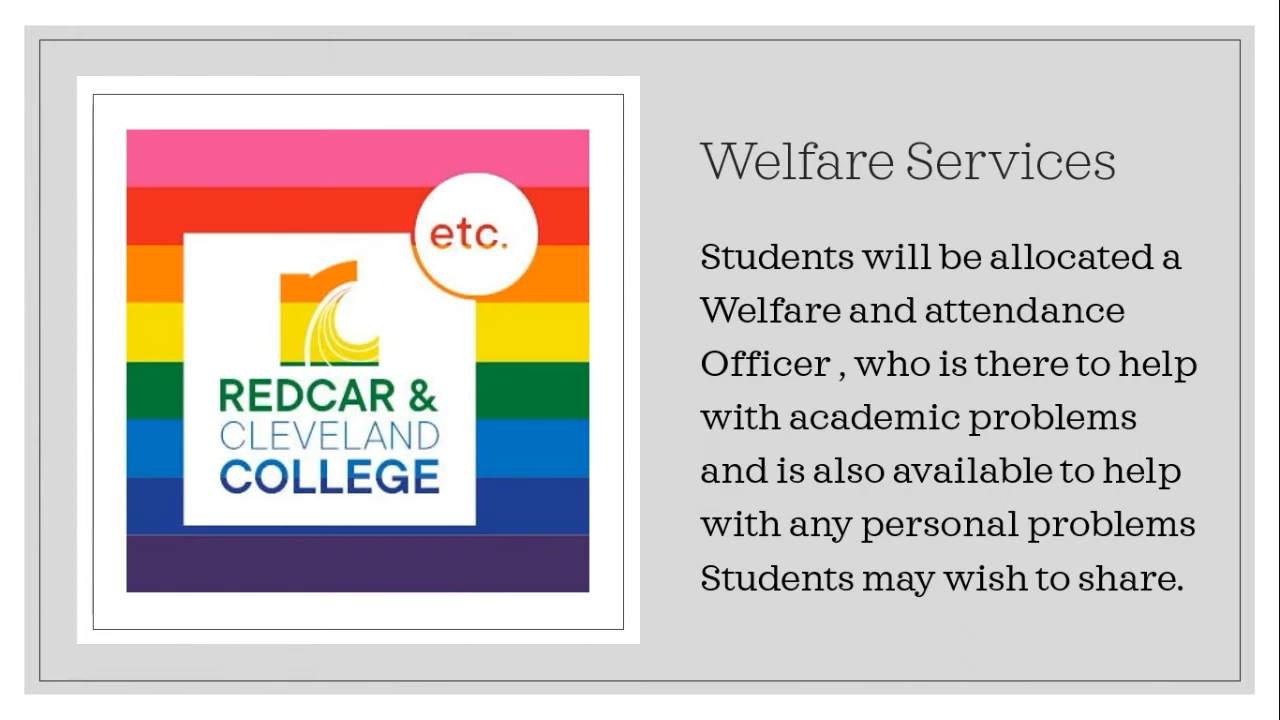 etc.
REDCAR &
CLEVELAND
COLLEGE
Welfare Services
Students will be allocated a
Welfare and attendance
Officer , who is there to help
with academic problems
and is also available to help
with any personal problems
Students may wish to share.